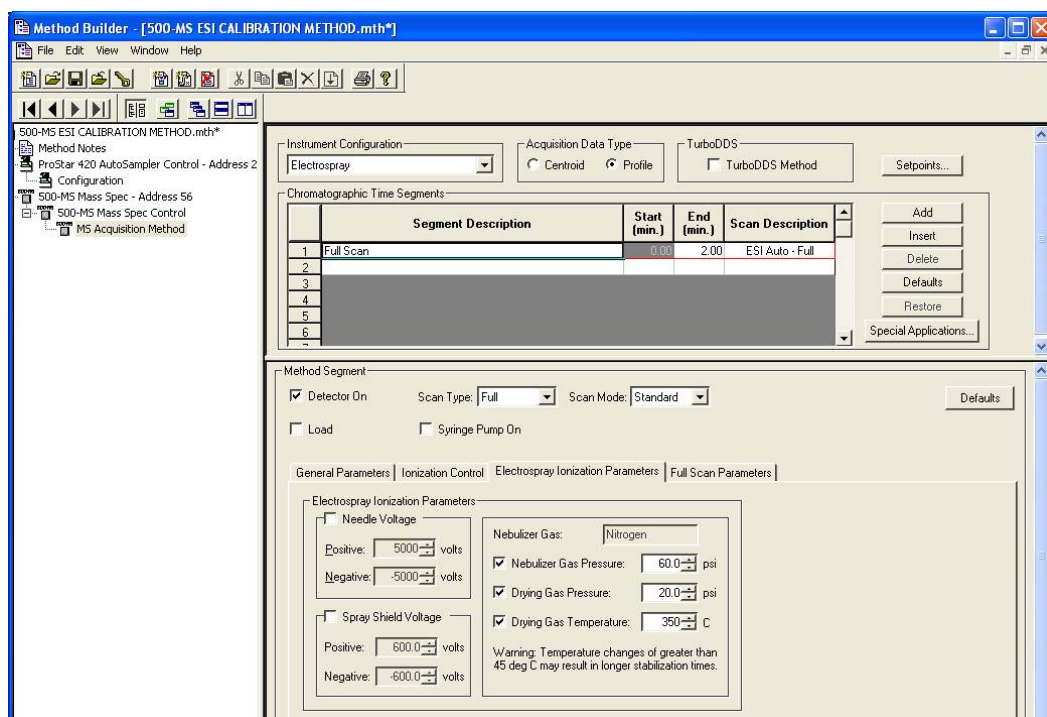 Method Builder - [500-MS ESI CALIBRATION METHOD.mth*]
File Edit View Window Help
500-MS ESI CALIBRATION METHOD.mth*
Method Notes
ProStar 420 AutoSampler Control - Address 2
Configuration
500-MS Mass Spec - Address 56
500-MS Mass Spec Control
MS Acquisition Method
Instrument Configuration
Electrospray
Acquisition Data Type
Centroid Profile
TurboDDS
TurboDDS Method
Setpoints...
Chromatographic Time Segments
Segment Description Start (min.) End (min.) Scan Description
1 Full Scan 0.00 2.00 ESI Auto - Full
2
3
4
5
6
Add
Insert
Delete
Defaults
Restore
Special Applications...
Method Segment
Detector On Scan Type: Full Scan Mode: Standard Defaults
Load Syringe Pump On
General Parameters Ionization Control Electrospray Ionization Parameters Full Scan Parameters
Electrospray Ionization Parameters
Needle Voltage
Positive: 5000 volts
Negative: -5000 volts
Spray Shield Voltage
Positive: 600.0 volts
Negative: -600.0 volts
Nebulizer Gas: Nitrogen
Nebulizer Gas Pressure: 60.0 psi
Drying Gas Pressure: 20.0 psi
Drying Gas Temperature: 350 C
Warning: Temperature changes of greater than
45 deg C may result in longer stabilization times.